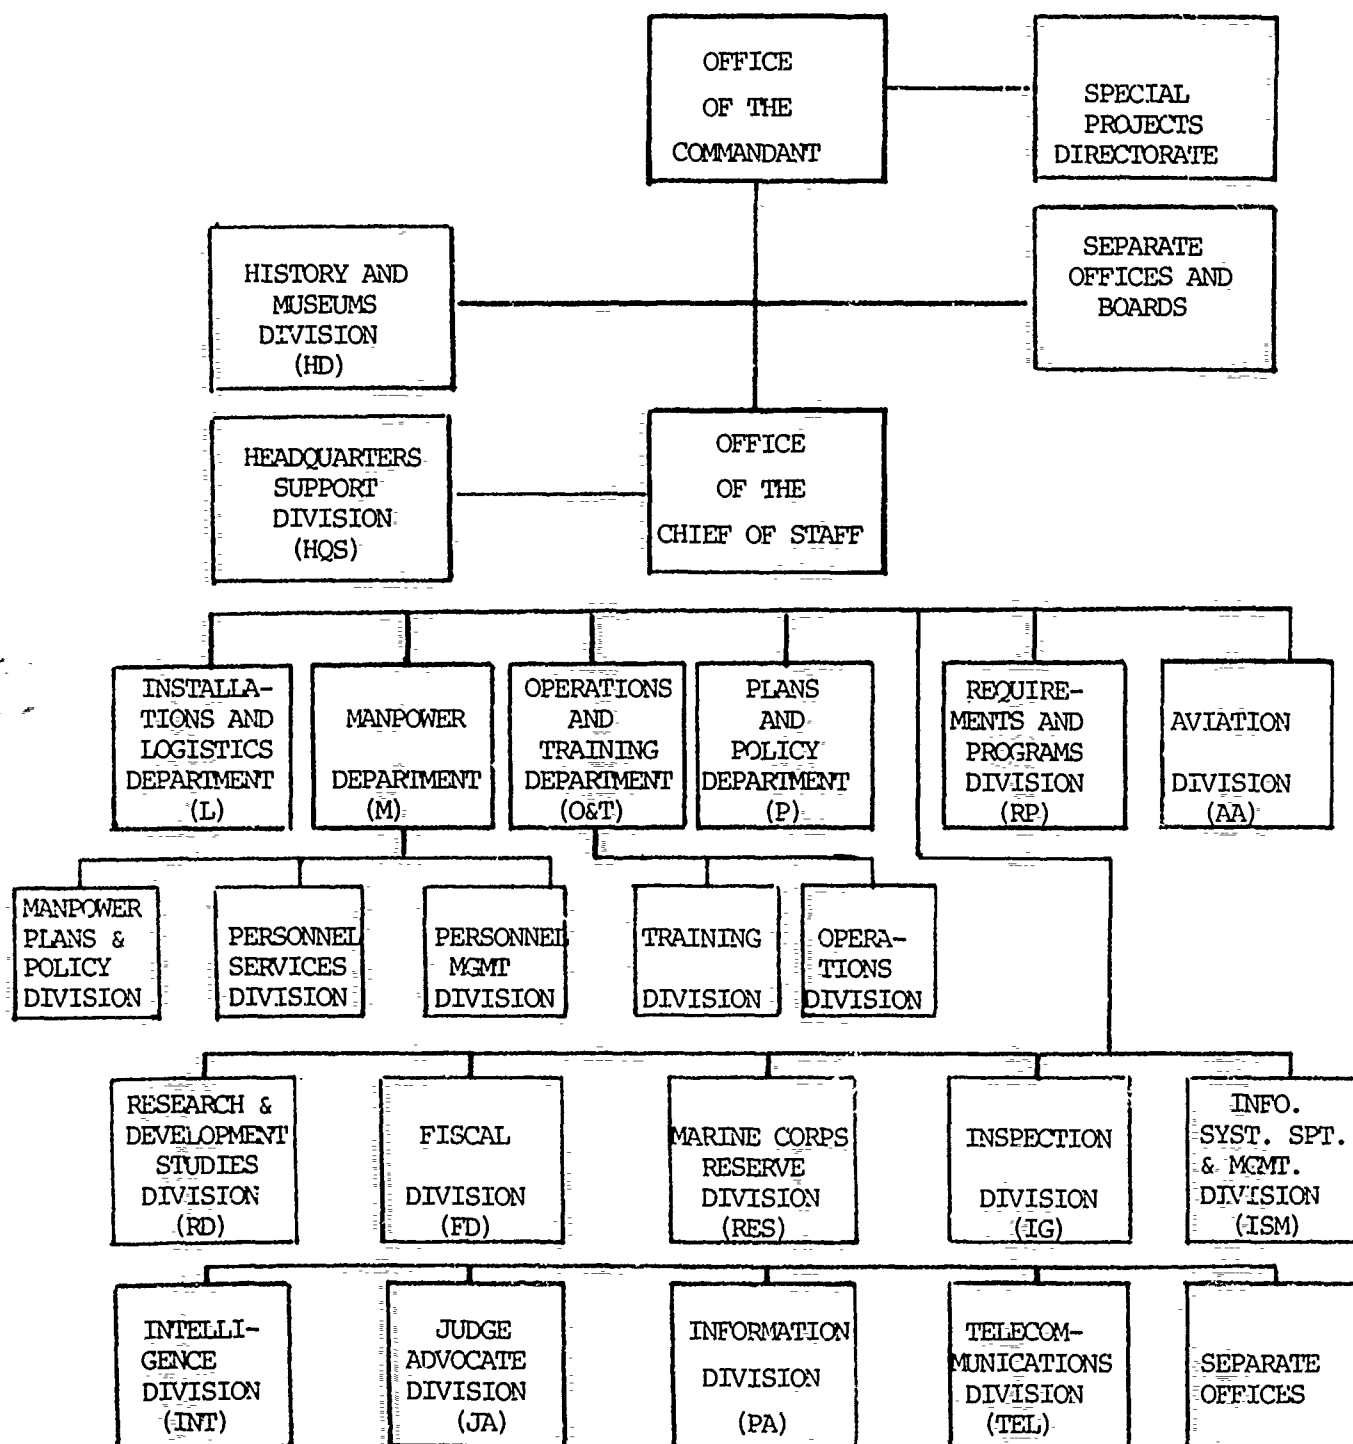 OFFICE
OF THE
COMMANDANT
SPECIAL
PROJECTS
DIRECTORATE
HISTORY AND
MUSEUMS
DIVISION
(HD)
SEPARATE
OFFICES AND
BOARDS
HEADQUARTERS
SUPPORT
DIVISION
(HQS)
OFFICE
OF THE
CHIEF OF STAFF
INSTALLA-
TIONS AND
LOGISTICS
DEPARTMENT
(L)
MANPOWER
DEPARTMENT
(M)
OPERATIONS
AND
TRAINING
DEPARTMENT
(O&T)
PLANS
AND
POLICY
DEPARTMENT
(P)
REQUIRE-
MENTS AND
PROGRAMS
DIVISION
(RP)
AVIATION
DIVISION
(AA)
MANPOWER
PLANS &
POLICY
DIVISION
PERSONNEL
SERVICES
DIVISION
PERSONNEL
MGMT
DIVISION
TRAINING
DIVISION
OPERA-
TIONS
DIVISION
RESEARCH &
DEVELOPMENT
STUDIES
DIVISION
(RD)
FISCAL
DIVISION
(FD)
MARINE CORPS
RESERVE
DIVISION
(RES)
INSPECTION
DIVISION
(IG)
INFO.
SYST. SPT.
& MGMT.
DIVISION
(ISM)
INTELLI-
GENCE
DIVISION
(INT)
JUDGE
ADVOCATE
DIVISION
(JA)
INFORMATION
DIVISION
(PA)
TELECOM-
MUNICATIONS
DIVISION
(TEL)
SEPARATE
OFFICES